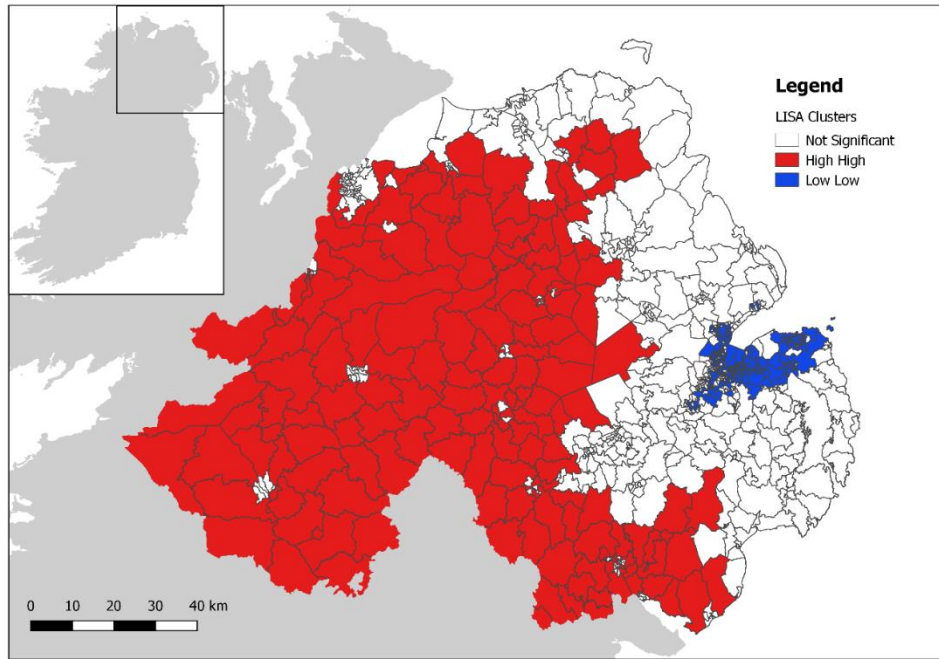 Legend
LISA Clusters
Not Significant
High High
Low Low
0 10 20 30 40 km